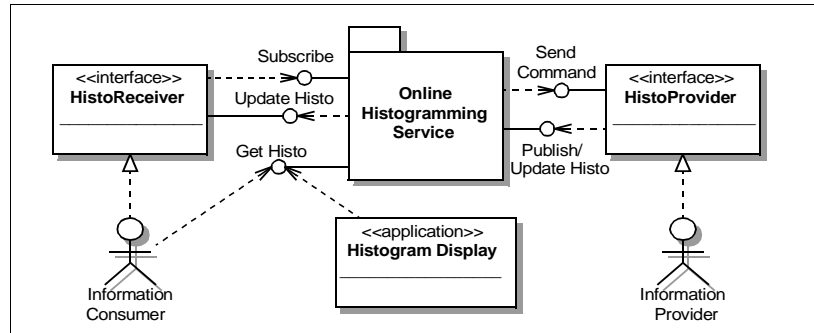 Subscribe
Send
Command
<<interface>>
HistoReceiver
Update Histo
Online
Histogramming
Service
<<interface>>
HistoProvider
Get Histo
Publish/
Update Histo
<<application>>
Histogram Display
Information
Consumer
Information
Provider